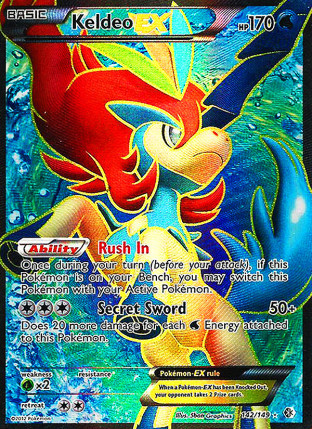 BASIC
Keldeo EX
HP170
Ability Rush In
Once during your turn (before your attack), if this
Pokémon is on your Bench, you may switch this
Pokémon with your Active Pokémon.
Secret Sword 50+
Does 20 more damage for each Energy attached
to this Pokémon.
weakness resistance
×2
retreat
Pokémon-EX rule
When a Pokémon-EX has been Knocked Out,
your opponent takes 2 Prize cards.
©2012 Pokémon
Illus. 5ban Graphics
142/149